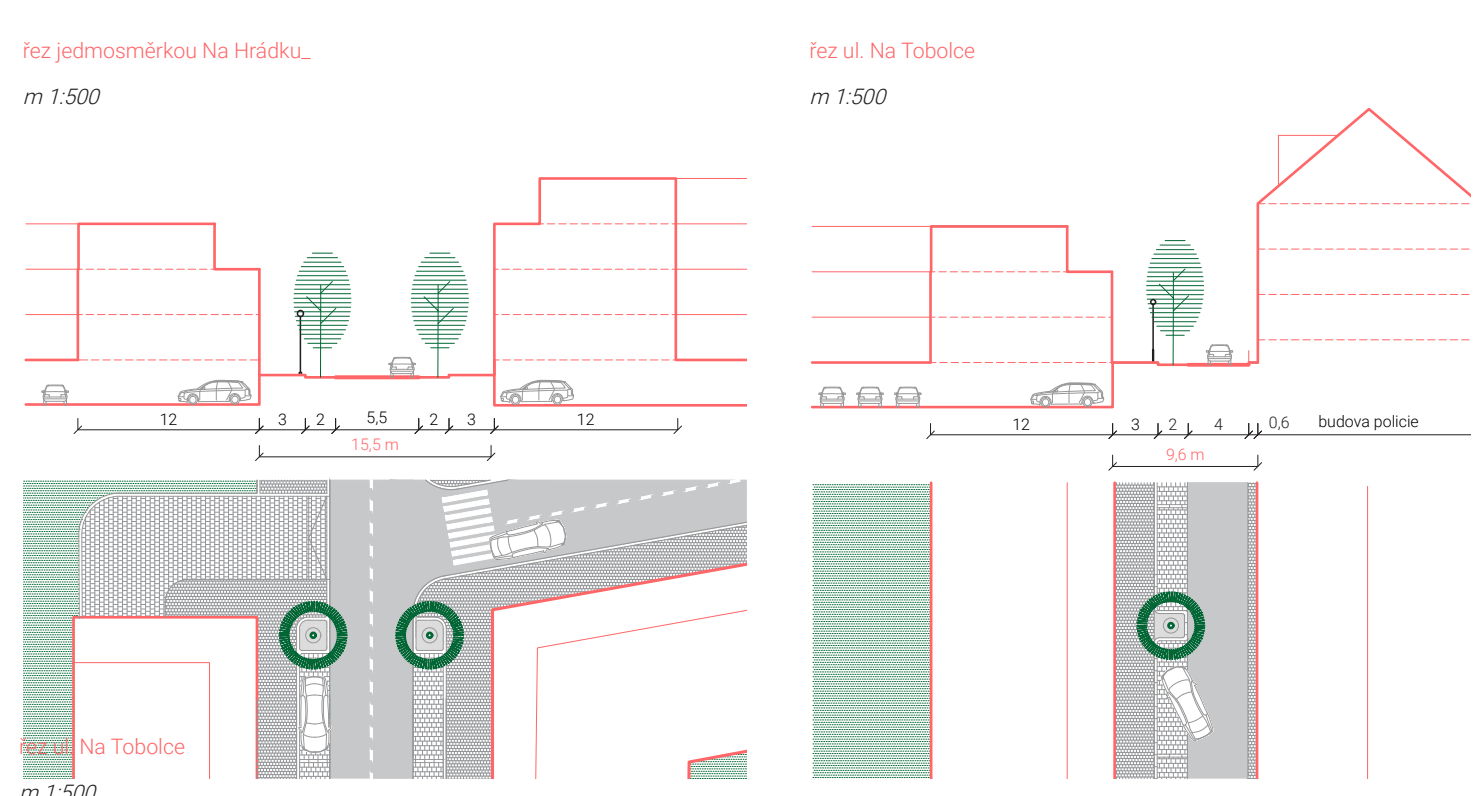 řez jedmosměrkou Na Hrádku_
m 1:500
12
3
2
5,5
2
3
12
15,5 m
řez ul. Na Tobolce
m 1:500
řez ul. Na Tobolce
m 1:500
12
3
2
4
0,6
budova policie
9,6 m